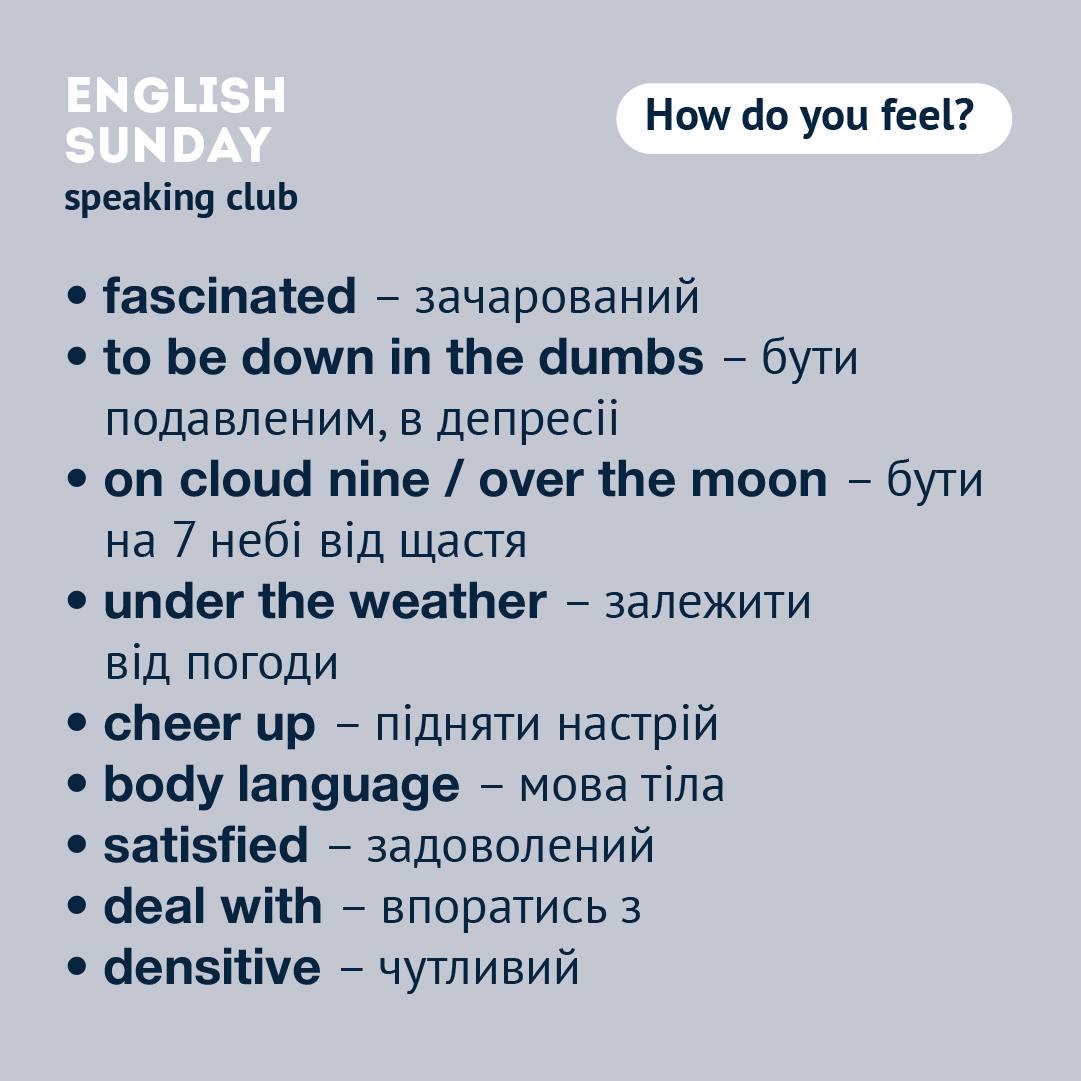 ENGLISH
SUNDAY
speaking club
How do you feel?
• fascinated – зачарований
• to be down in the dumbs – бути
подавленим, в депресіі
• on cloud nine / over the moon – бути
на 7 небі від щастя
• under the weather – залежити
від погоди
• cheer up – підняти настрій
• body language – мова тіла
• satisfied – задоволений
• deal with – впоратись з
• densitive – чутливий